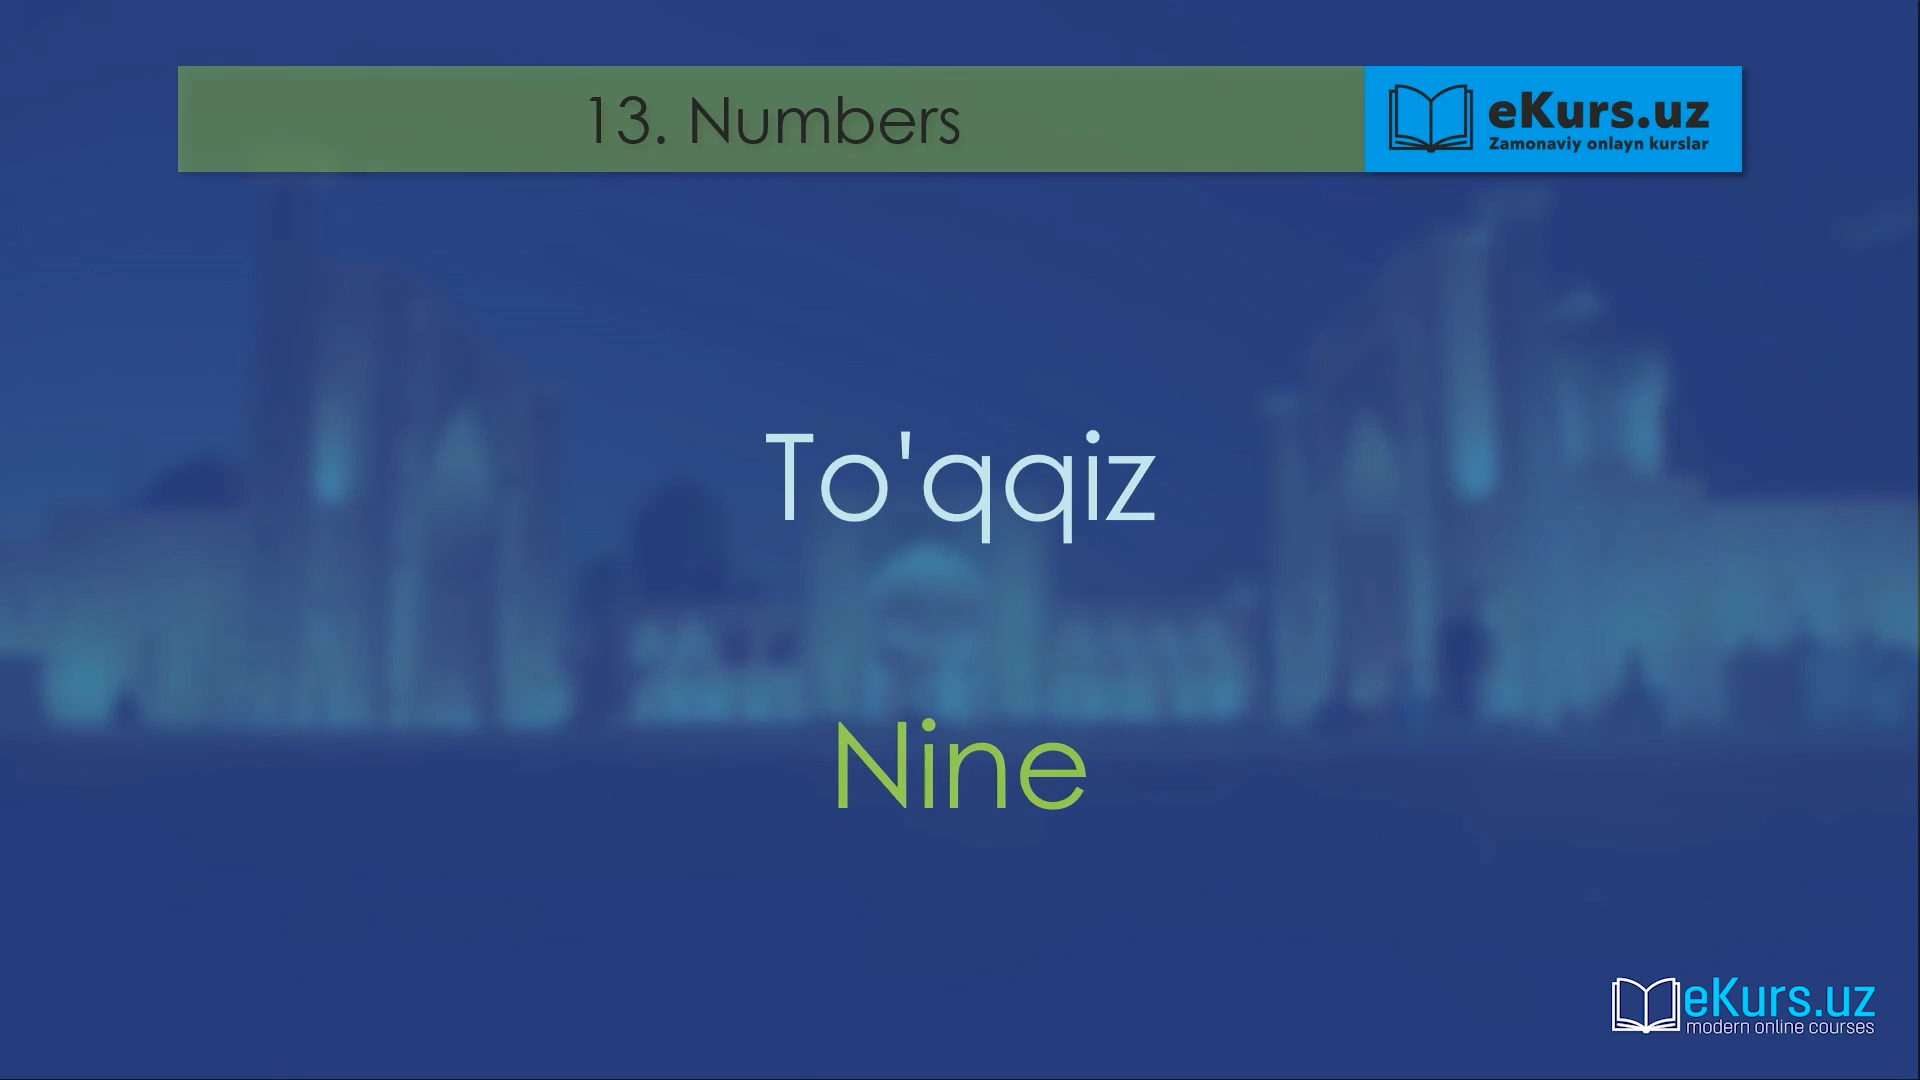 13. Numbers
eKurs.uz
Zamonaviy onlayn kurslar
To'qqiz
Nine
eKurs.uz
modern online courses